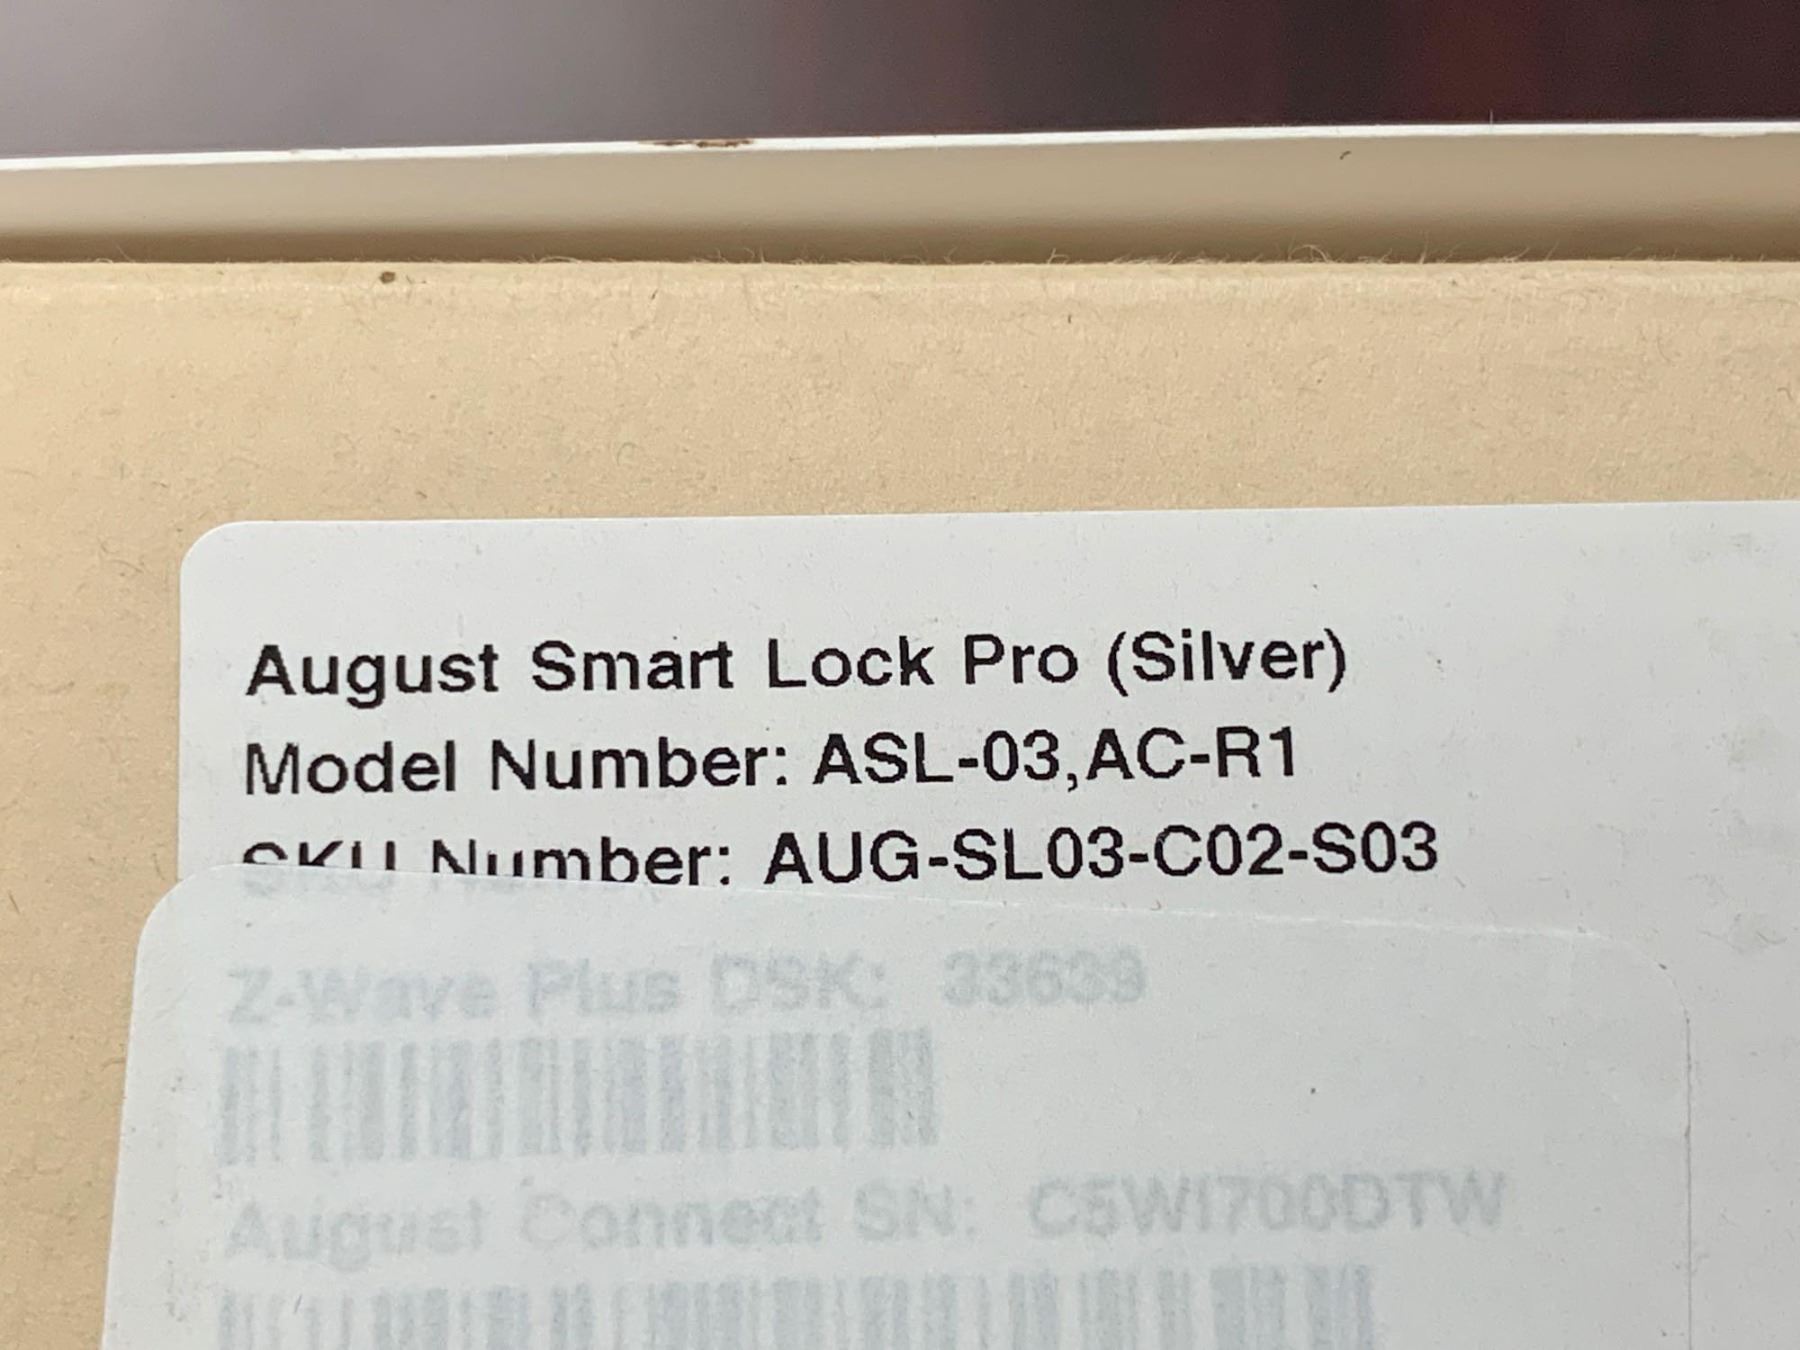 August Smart Lock Pro (Silver)
Model Number: ASL-03,AC-R1
SKU Number: AUG-SL03-C02-S03
Z-Wave Plus DSK: 33639
August Connect SN: C5WI700DTW